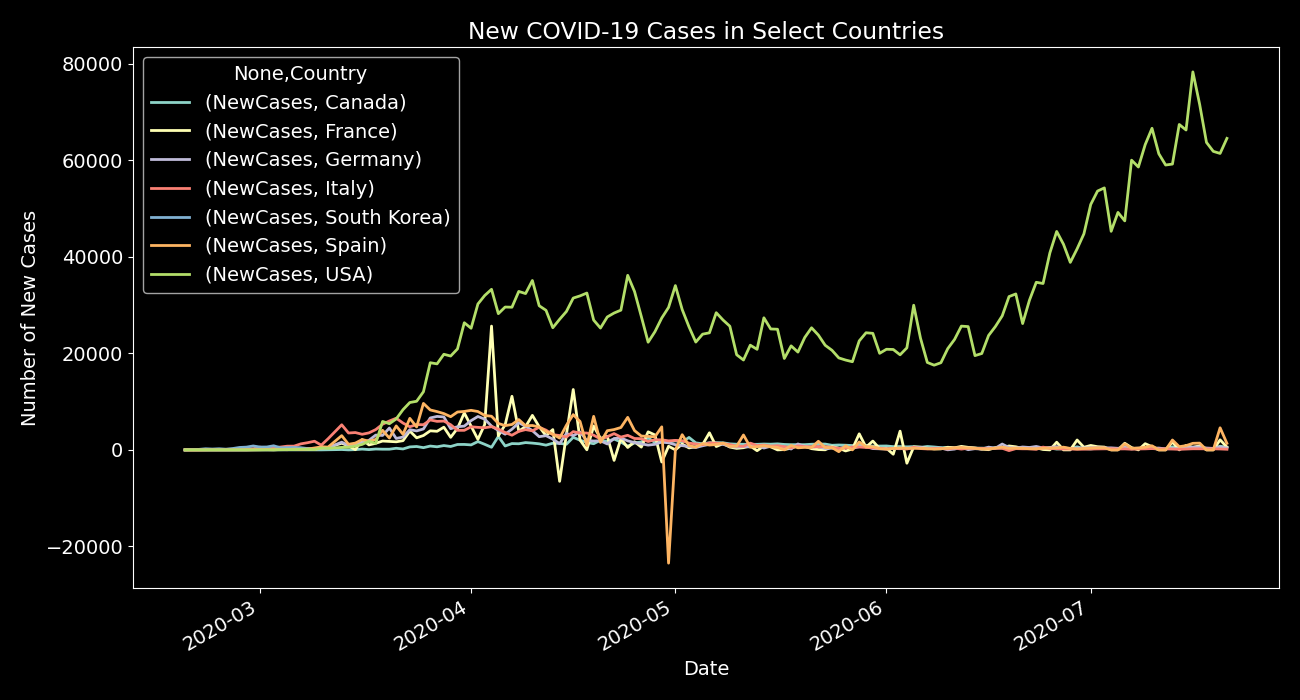 New COVID-19 Cases in Select Countries
80000
60000
40000
20000
0
−20000
Number of New Cases
None,Country
(NewCases, Canada)
(NewCases, France)
(NewCases, Germany)
(NewCases, Italy)
(NewCases, South Korea)
(NewCases, Spain)
(NewCases, USA)
2020-03
2020-04
2020-05
2020-06
2020-07
Date